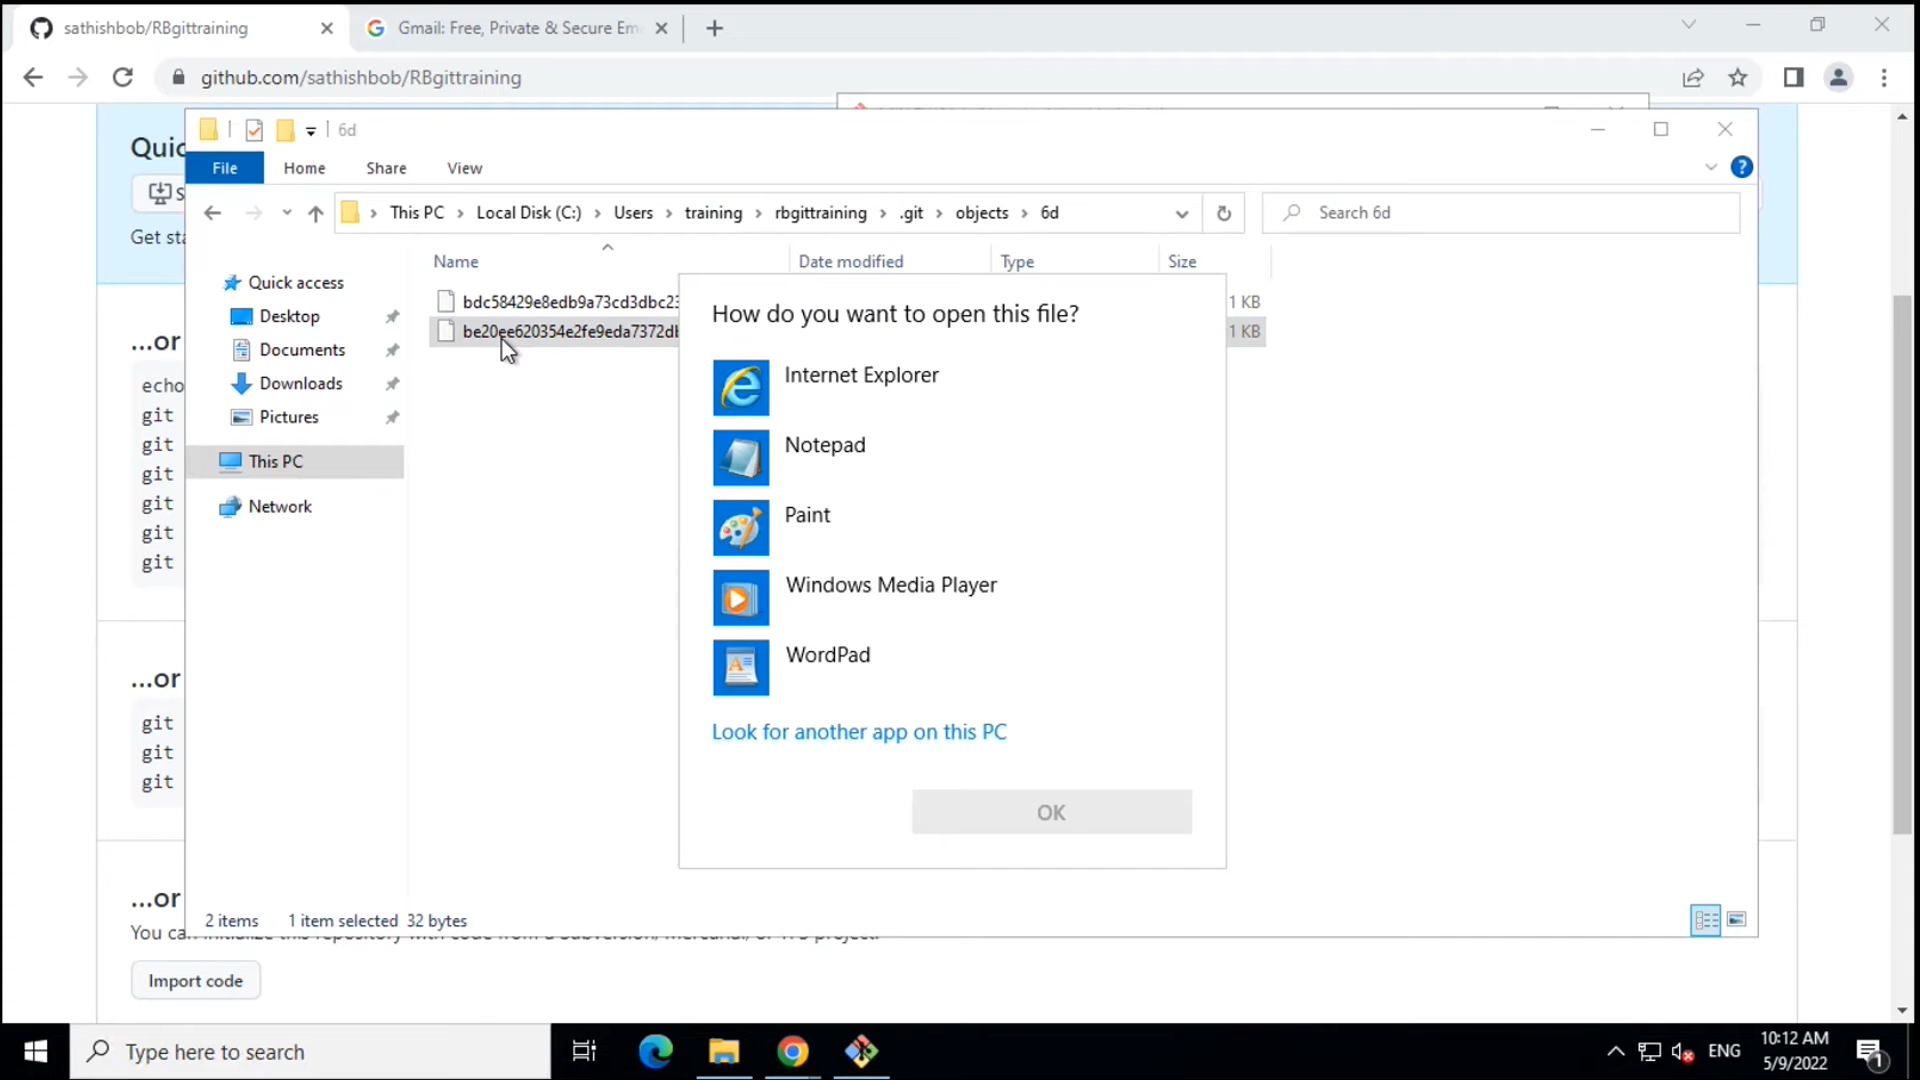 sathishbob/RBgittraining
Gmail: Free, Private & Secure Em
github.com/sathishbob/RBgittraining
Quic
6d
File Home Share View
This PC Local Disk (C:) Users training rbgittraining .git objects 6d
Search 6d
Get sta
Name Date modified Type Size
Quick access
Desktop
Documents
Downloads
Pictures
This PC
Network
bdc58429e8edb9a73cd3dbc23 1 KB
be20ee620354e2fe9eda7372db 1 KB
How do you want to open this file?
Internet Explorer
Notepad
Paint
Windows Media Player
WordPad
Look for another app on this PC
OK
...or
echo
git
git
git
git
git
git
...or
git
git
git
...or
2 items 1 item selected 32 bytes
Import code
Type here to search
ENG
10:12 AM
5/9/2022
1